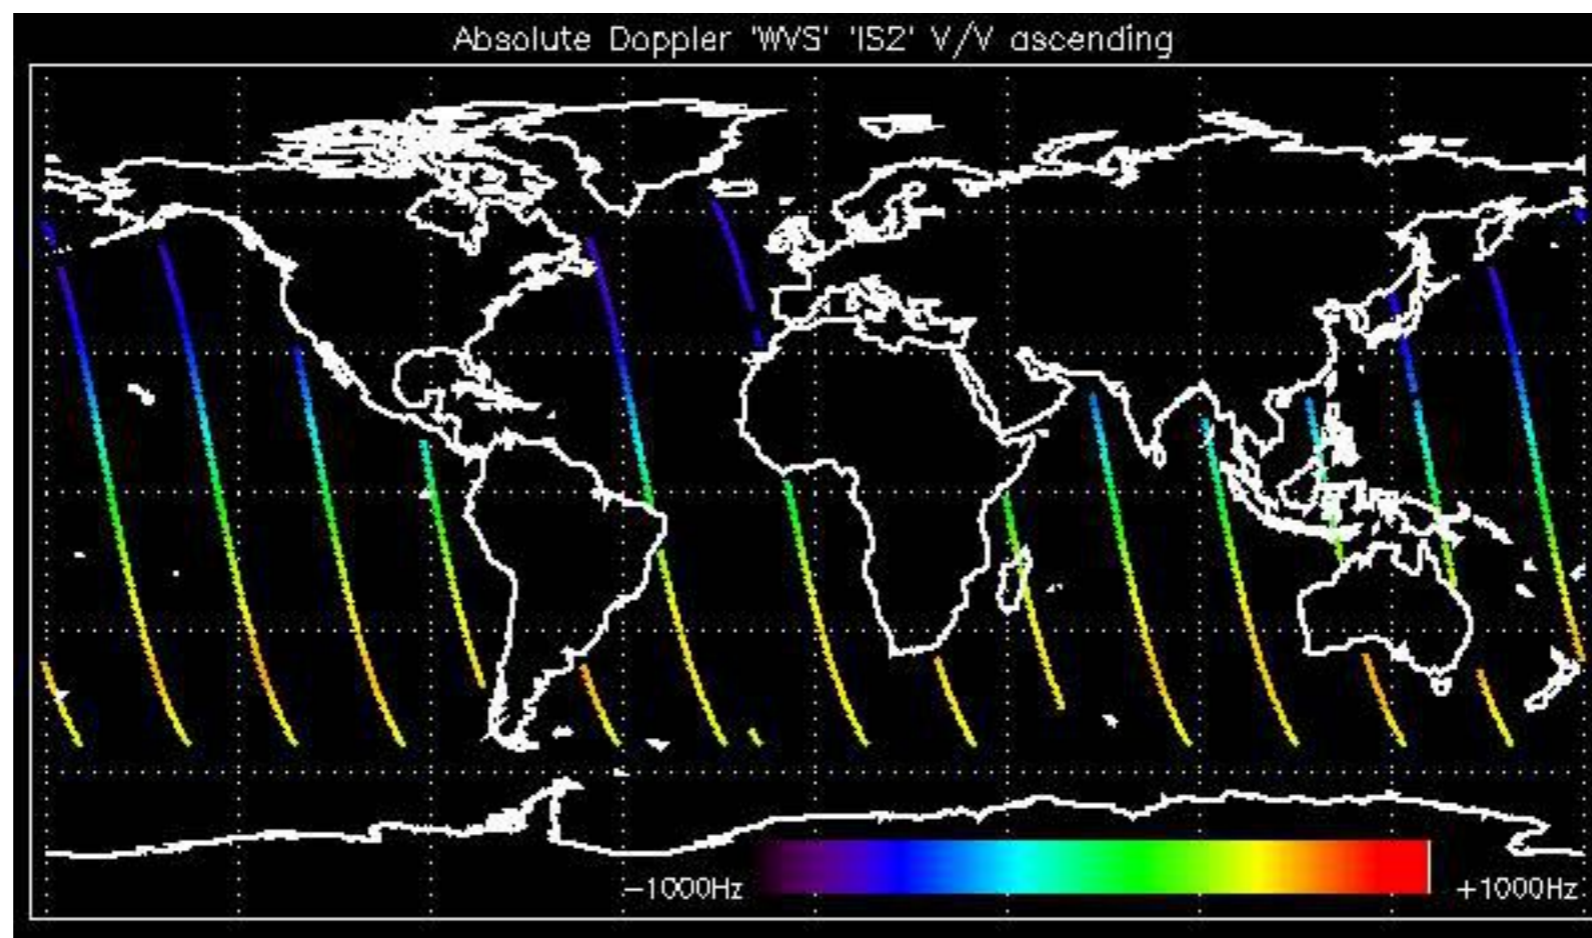 Absolute Doppler 'WVS' 'IS2' V/V ascending
−1000Hz +1000Hz